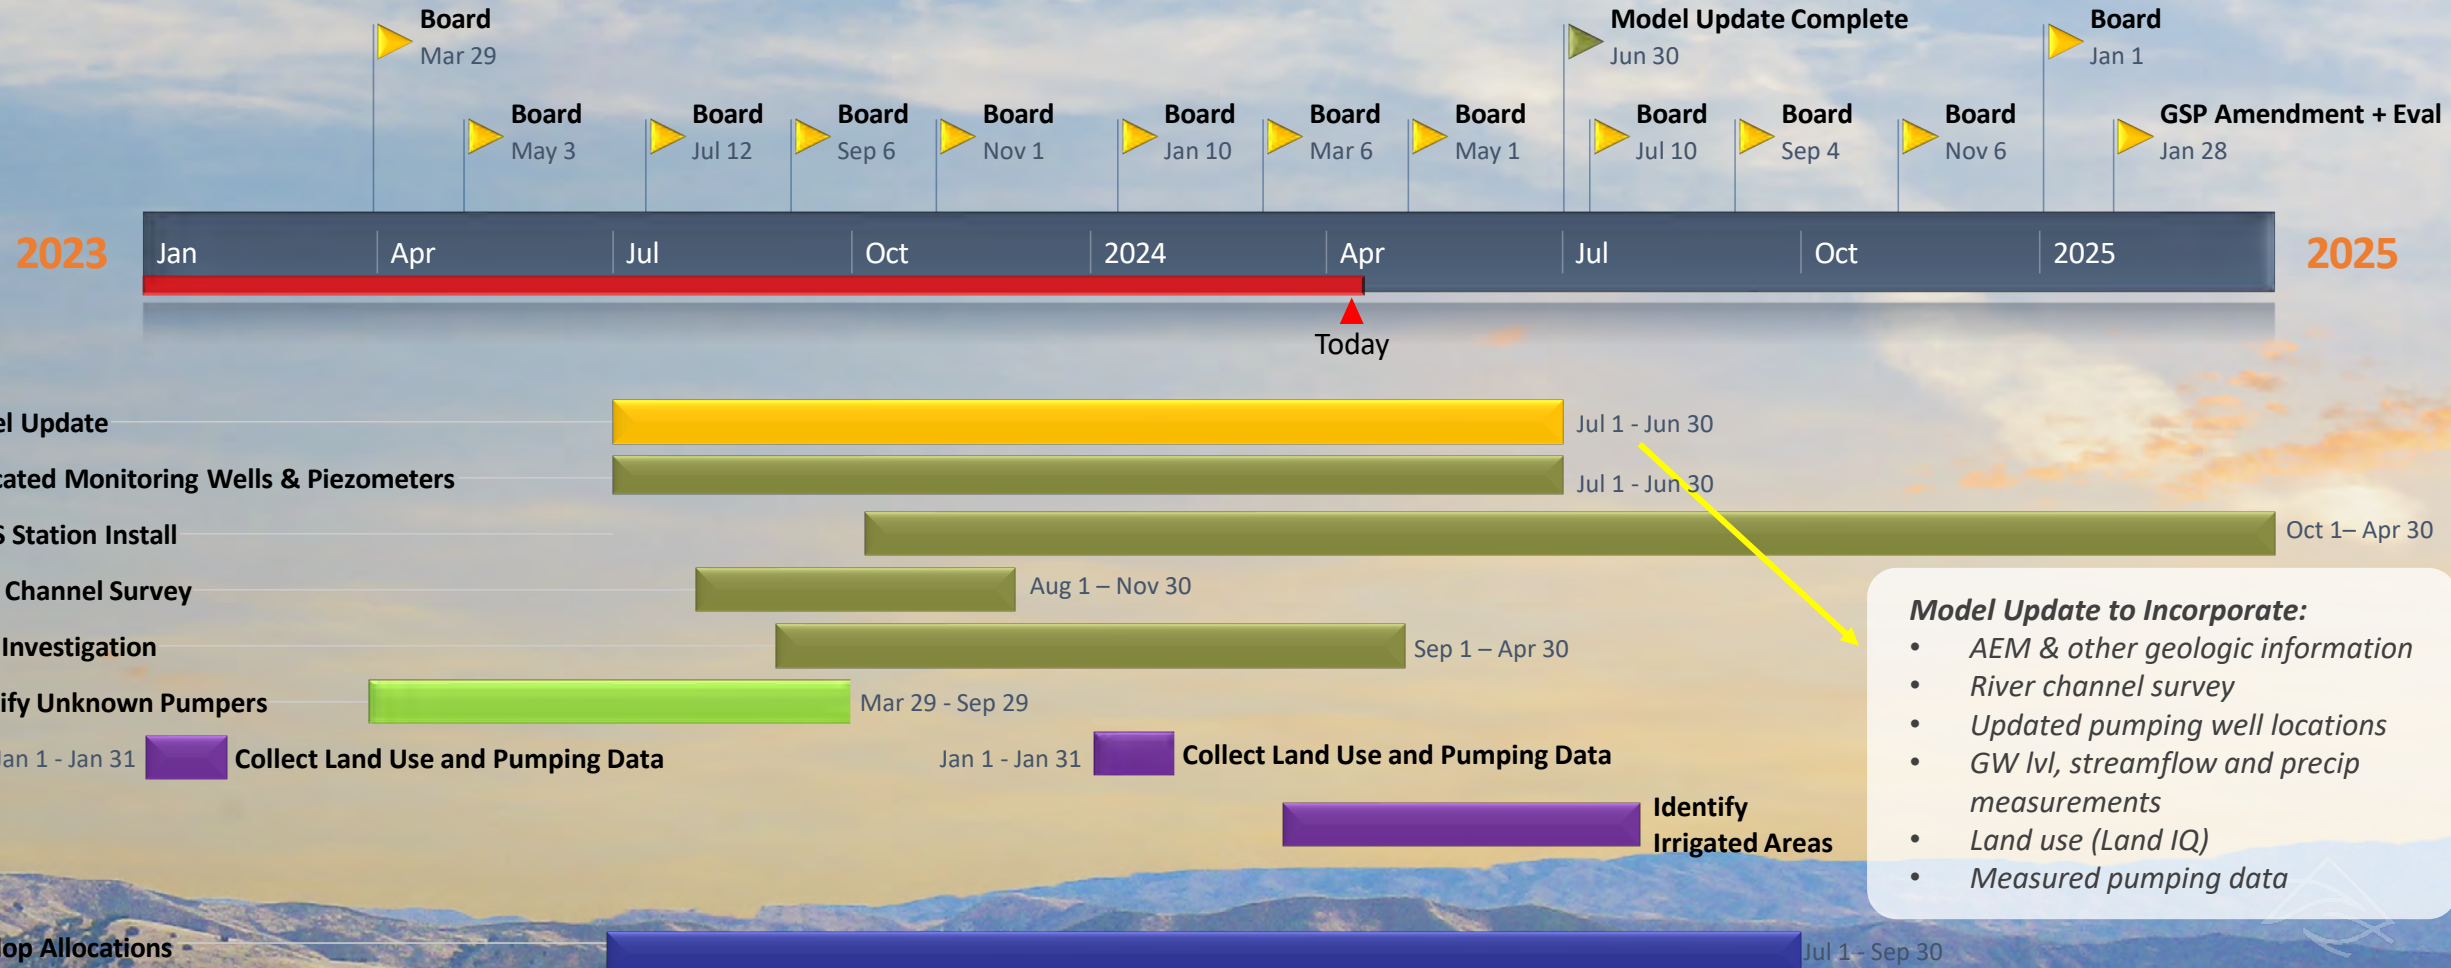 Board
Mar 29
Model Update Complete
Jun 30
Board
Jan 1
Board
May 3
Board
Jul 12
Board
Sep 6
Board
Nov 1
Board
Jan 10
Board
Mar 6
Board
May 1
Board
Jul 10
Board
Sep 4
Board
Nov 6
GSP Amendment + Eval
Jan 28
2023
Jan
Apr
Jul
Oct
2024
Apr
Jul
Oct
2025
2025
Today
el Update
Jul 1 - Jun 30
cated Monitoring Wells & Piezometers
Jul 1 - Jun 30
S Station Install
Oct 1– Apr 30
Channel Survey
Aug 1 – Nov 30
Investigation
Sep 1 – Apr 30
ify Unknown Pumpers
Mar 29 - Sep 29
Jan 1 - Jan 31
Collect Land Use and Pumping Data
Jan 1 - Jan 31
Collect Land Use and Pumping Data
Identify
Irrigated Areas
lop Allocations
Jul 1 - Sep 30
Model Update to Incorporate:
• AEM & other geologic information
• River channel survey
• Updated pumping well locations
• GW lvl, streamflow and precip
measurements
• Land use (Land IQ)
• Measured pumping data